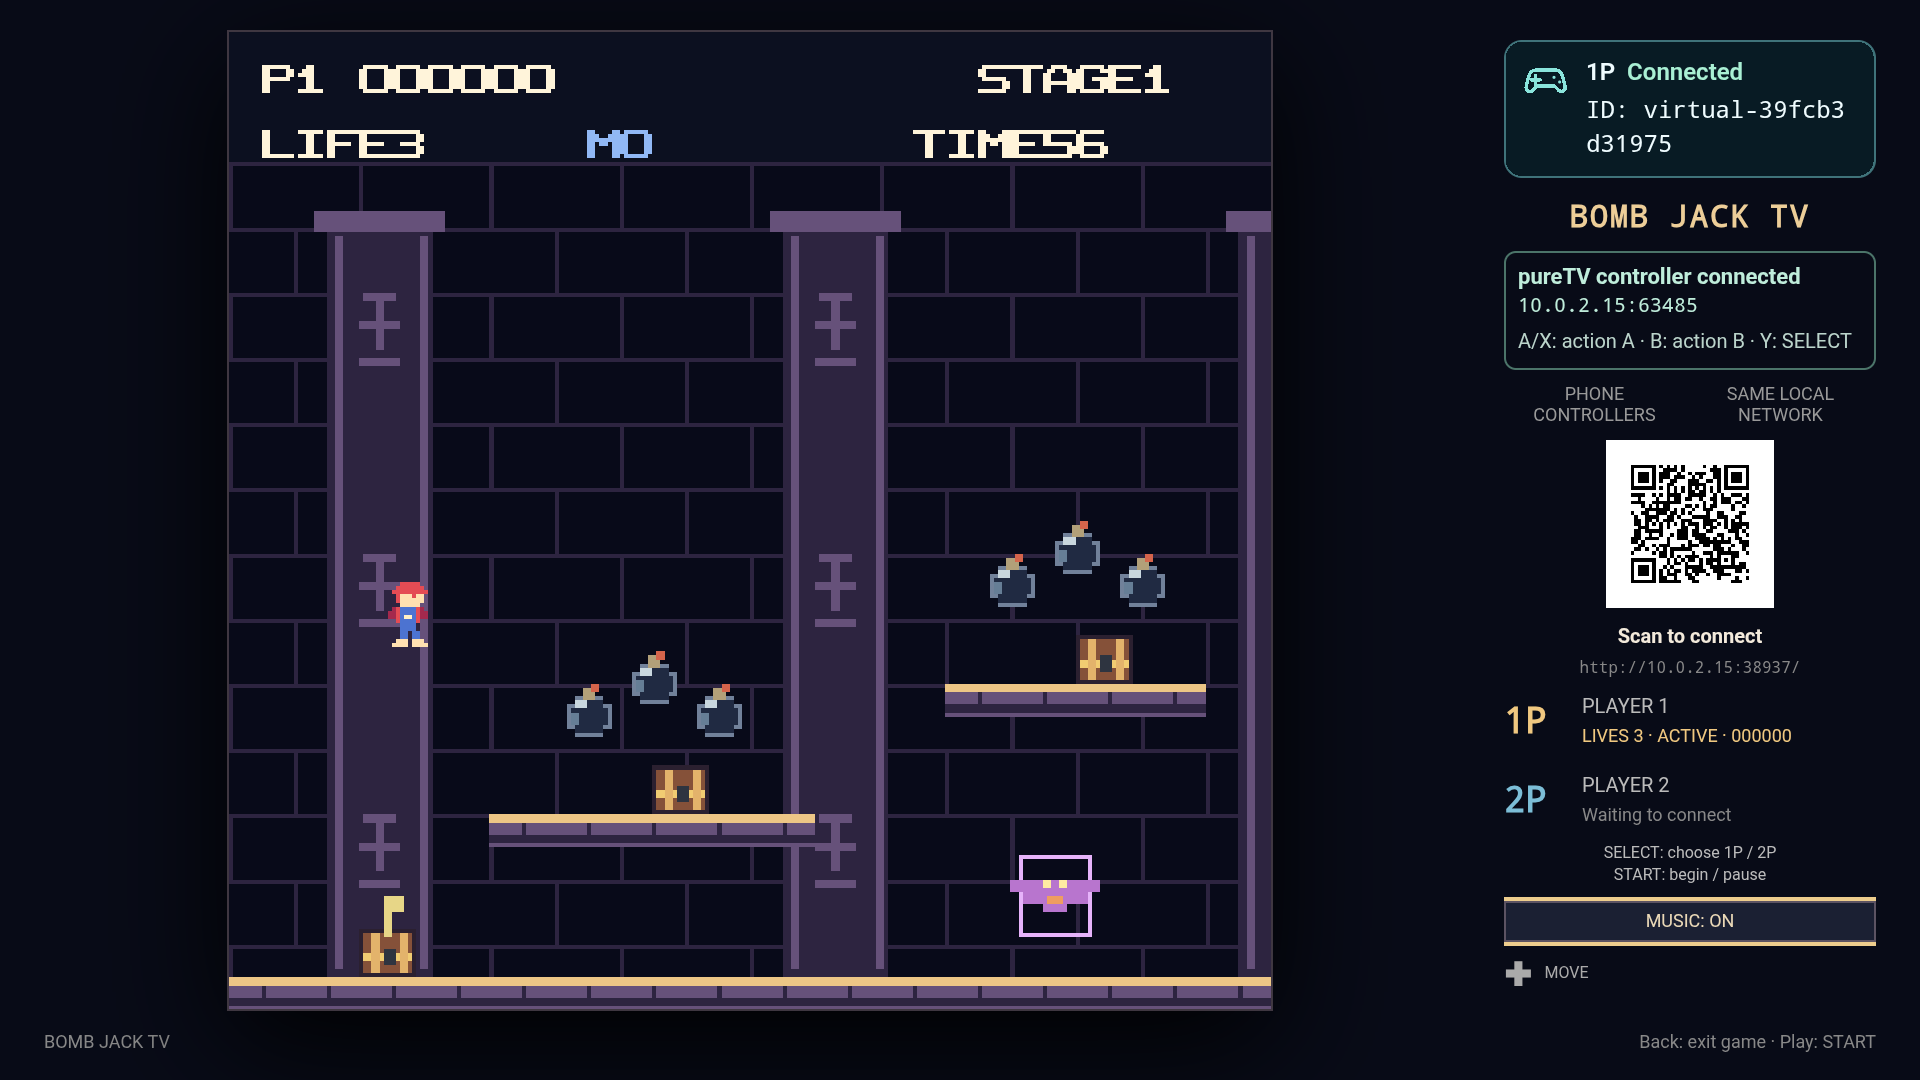 P1 000000
STAGE1
LIFE3
M0
TIME56
1P Connected
ID: virtual-39fcb3
d31975
BOMB JACK TV
pureTV controller connected
10.0.2.15:63485
A/X: action A · B: action B · Y: SELECT
PHONE
CONTROLLERS
SAME LOCAL
NETWORK
Scan to connect
http://10.0.2.15:38937/
1P
PLAYER 1
LIVES 3 · ACTIVE · 000000
2P
PLAYER 2
Waiting to connect
SELECT: choose 1P / 2P
START: begin / pause
MUSIC: ON
MOVE
BOMB JACK TV
Back: exit game · Play: START